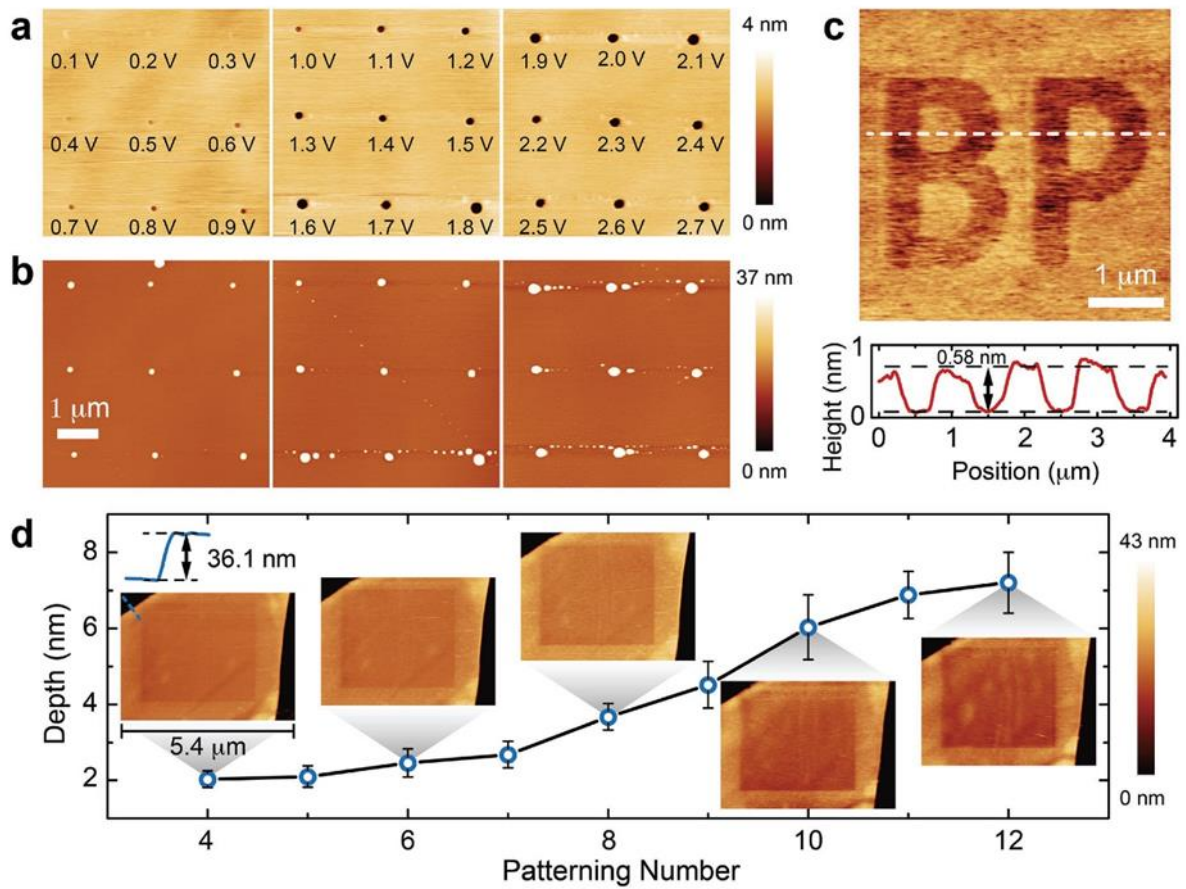 a
0.1 V 0.2 V 0.3 V
0.4 V 0.5 V 0.6 V
0.7 V 0.8 V 0.9 V
1.0 V 1.1 V 1.2 V
1.3 V 1.4 V 1.5 V
1.6 V 1.7 V 1.8 V
1.9 V 2.0 V 2.1 V
2.2 V 2.3 V 2.4 V
2.5 V 2.6 V 2.7 V
4 nm
0 nm
b
1 μm
37 nm
0 nm
c
BP
1 μm
Height (nm)
1
0
0.58 nm
0 1 2 3 4
Position (μm)
d
Depth (nm)
8
6
4
2
36.1 nm
5.4 μm
4 6 8 10 12
Patterning Number
43 nm
0 nm